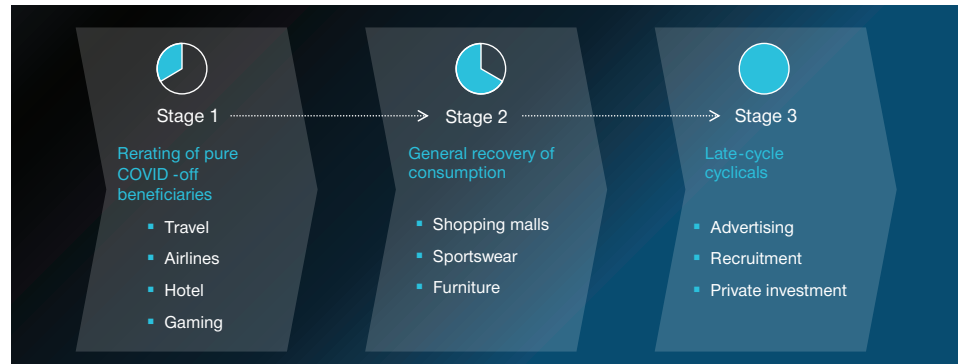 Stage 1
Rerating of pure
COVID -off
beneficiaries
Travel
Airlines
Hotel
Gaming
Stage 2
General recovery of
consumption
Shopping malls
Sportswear
Furniture
Stage 3
Late-cycle
cyclicals
Advertising
Recruitment
Private investment